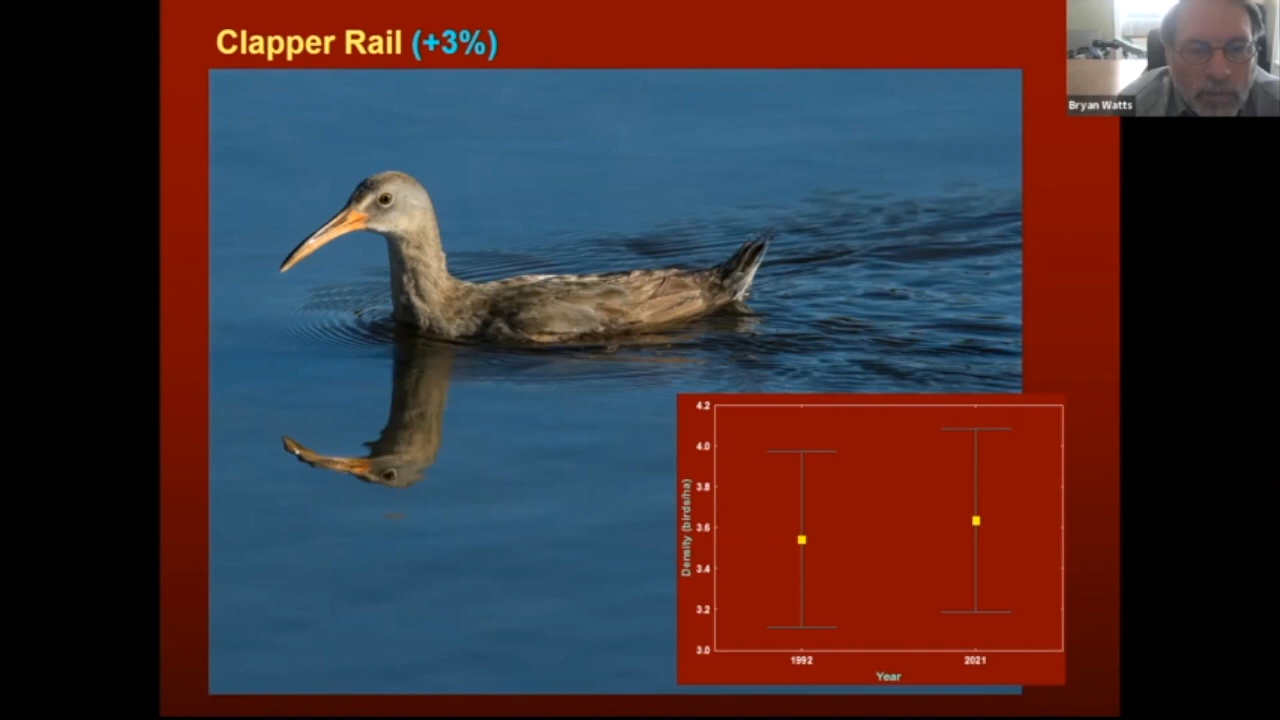 Clapper Rail (+3%)
Bryan Watts
4.2
4.0
3.8
3.6
3.4
3.2
3.0
Density (birds/ha)
1992
2021
Year